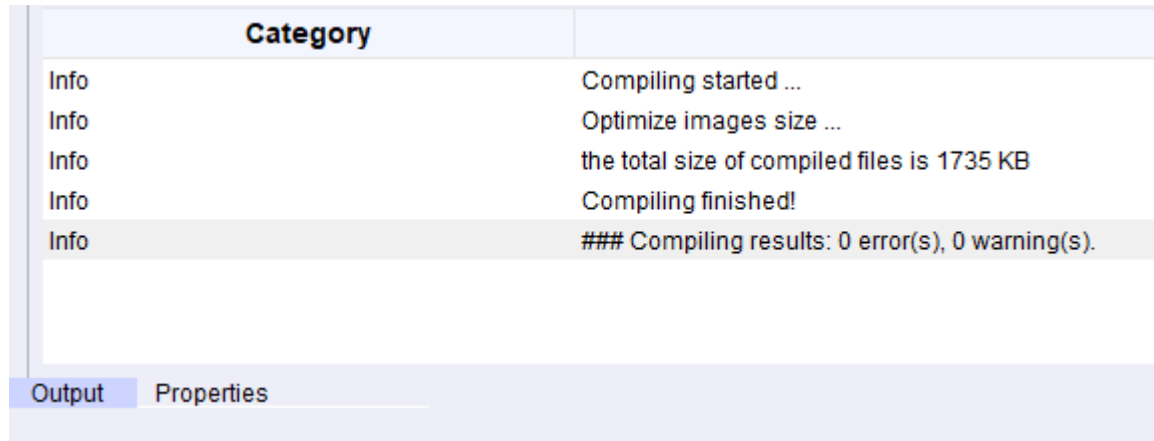 Category
Info Compiling started ...
Info Optimize images size ...
Info the total size of compiled files is 1735 KB
Info Compiling finished!
Info ### Compiling results: 0 error(s), 0 warning(s).
Output Properties